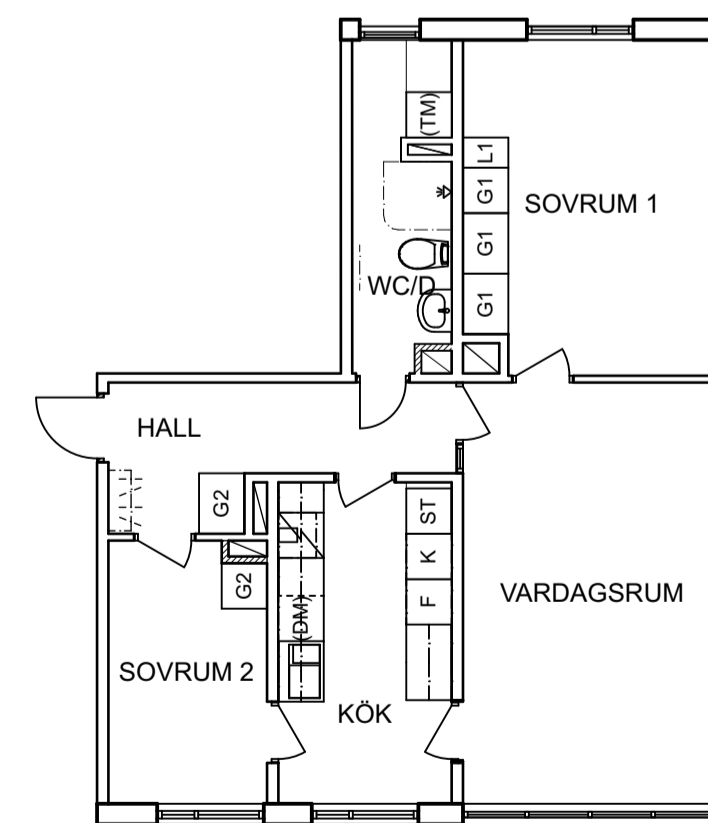 (TM)
L1
G1
SOVRUM 1
G1
WC/D
G1
HALL
G2
ST
K
G2
F
VARDAGSRUM
(DM)
SOVRUM 2
KÖK